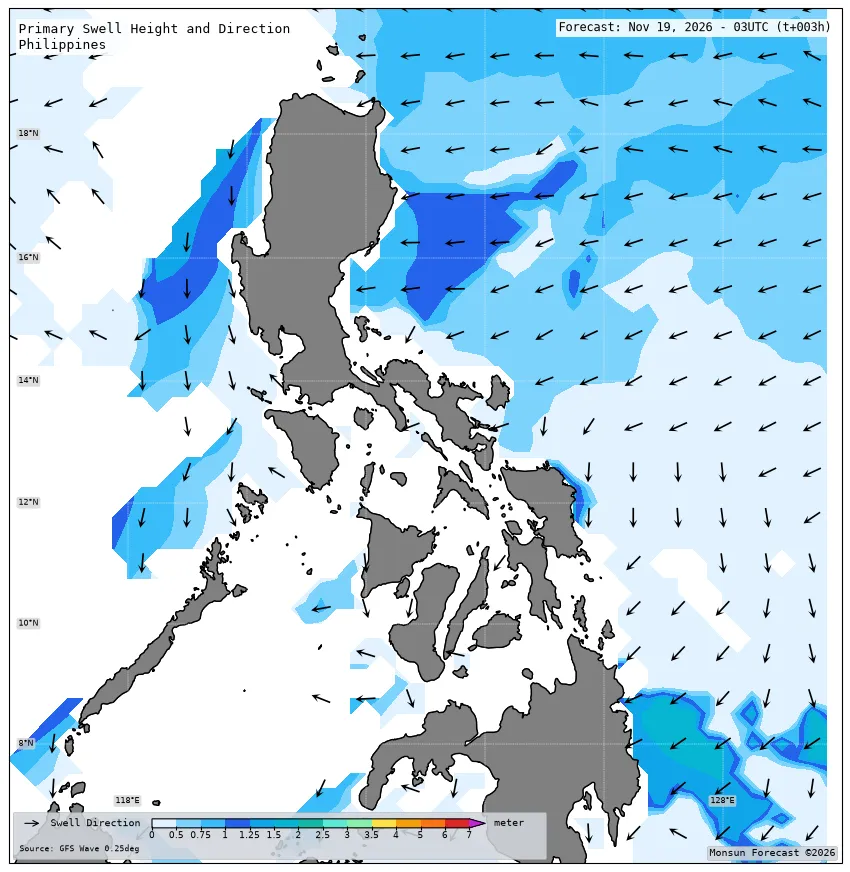 Primary Swell Height and Direction
Philippines
Forecast: Nov 19, 2026 - 03UTC (t+003h)
18°N
16°N
14°N
12°N
10°N
8°N
118°E
128°E
Swell Direction
0 0.5 0.75 1 1.25 1.5 2 2.5 3 3.5 4 5 6 7
meter
Source: GFS Wave 0.25deg
Monsun Forecast ©2026